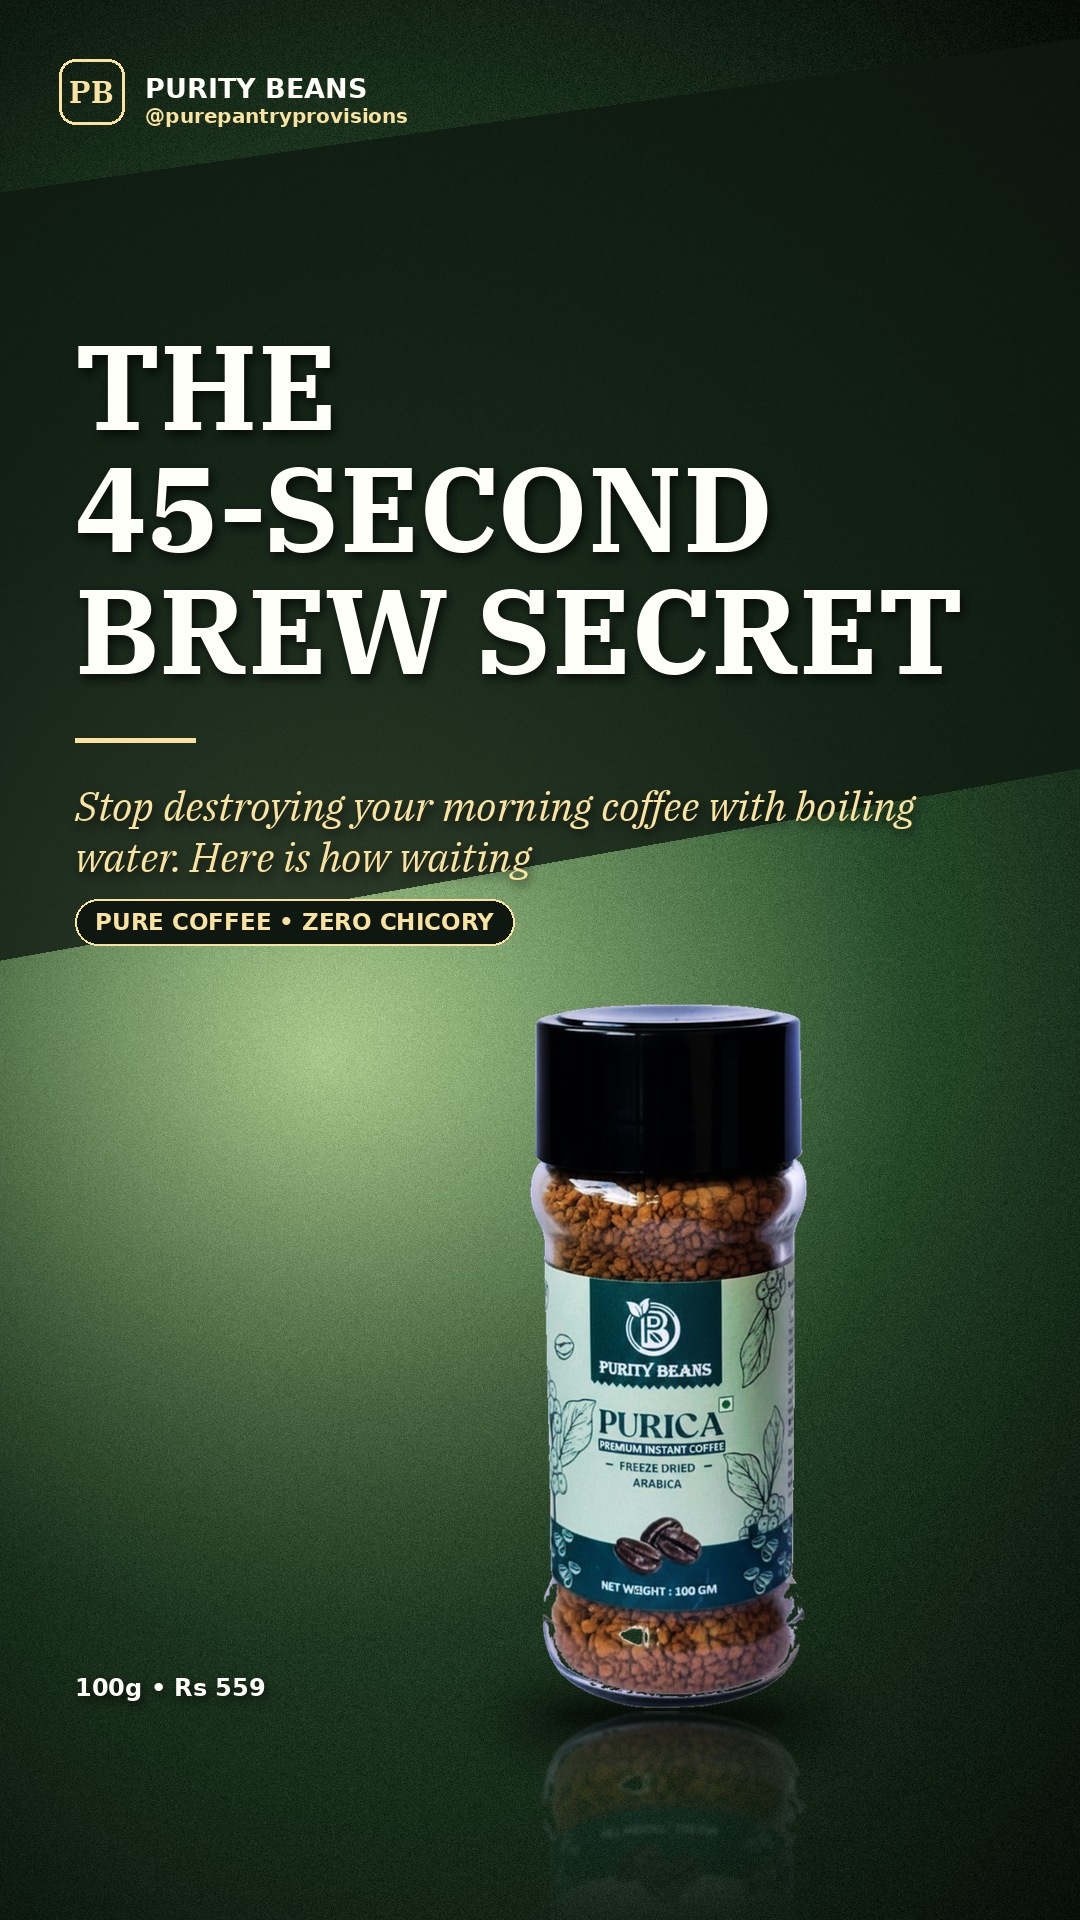 PB
PURITY BEANS
@purepantryprovisions
THE
45-SECOND
BREW SECRET
Stop destroying your morning coffee with boiling
water. Here is how waiting
PURE COFFEE • ZERO CHICORY
PURITY BEANS
PURICA
PREMIUM INSTANT COFFEE
– FREEZE DRIED –
ARABICA
NET WEIGHT : 100 GM
100g • Rs 559